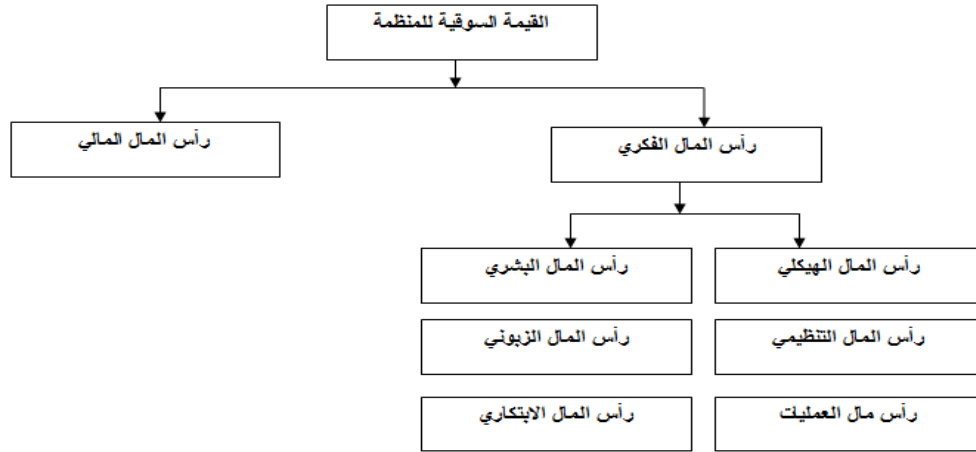 القيمة السوقية للمنظمة
رأس المال المالي
رأس المال الفكري
رأس المال الهيكلي
رأس المال البشري
رأس المال التنظيمي
رأس المال الزبوني
رأس مال العمليات
رأس المال الابتكاري